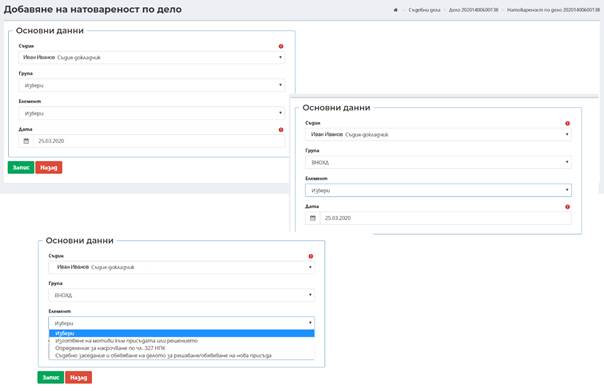 Добавяне на натовареност по дело
Съдебни дела Дело 20201400600138 Натовареност по дело 20201400600138
Основни данни
Съдия
Иван Иванов Съдия-докладчик
Група
Избери
Елемент
Избери
Дата
25.03.2020
Запис Назад
Основни данни
Съдия
Иван Иванов Съдия-докладчик
Група
ВНОХД
Елемент
Избери
Дата
25.03.2020
Основни данни
Съдия
Иван Иванов Съдия-докладчик
Група
ВНОХД
Елемент
Избери
Избери
Изготвяне на мотиви към присъдата или решението
Определение за насрочване по чл. 327 НПК
Съдебно заседание и обявяване на делото за решаване/обявяване на нова присъда
Запис Назад